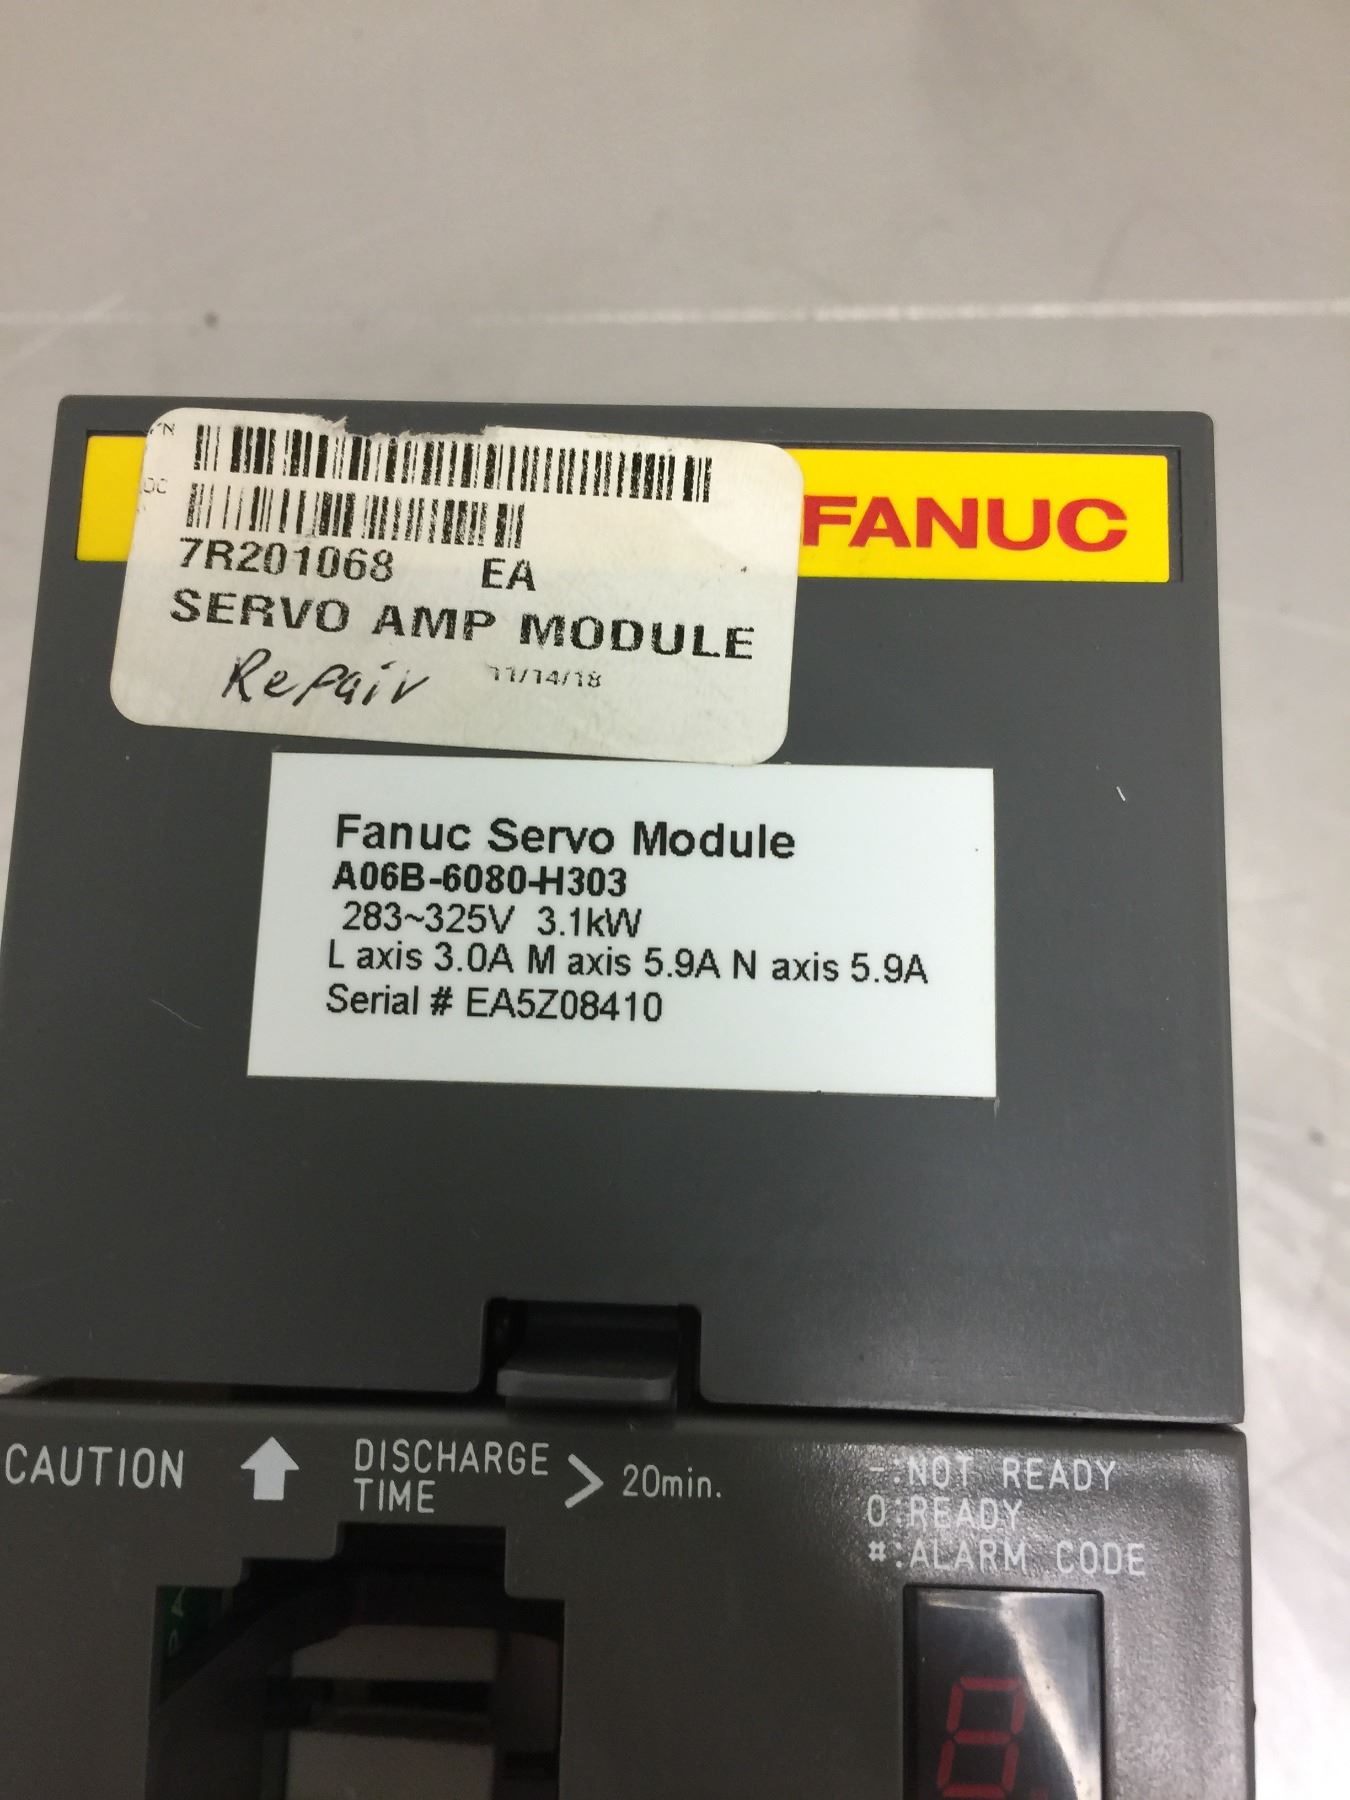 FANUC
7R201068 EA
SERVO AMP MODULE
Repair 11/14/18
Fanuc Servo Module
A06B-6080-H303
283~325V 3.1kW
L axis 3.0A M axis 5.9A N axis 5.9A
Serial # EA5Z08410
CAUTION
DISCHARGE
TIME > 20min.
-:NOT READY
0:READY
#:ALARM CODE